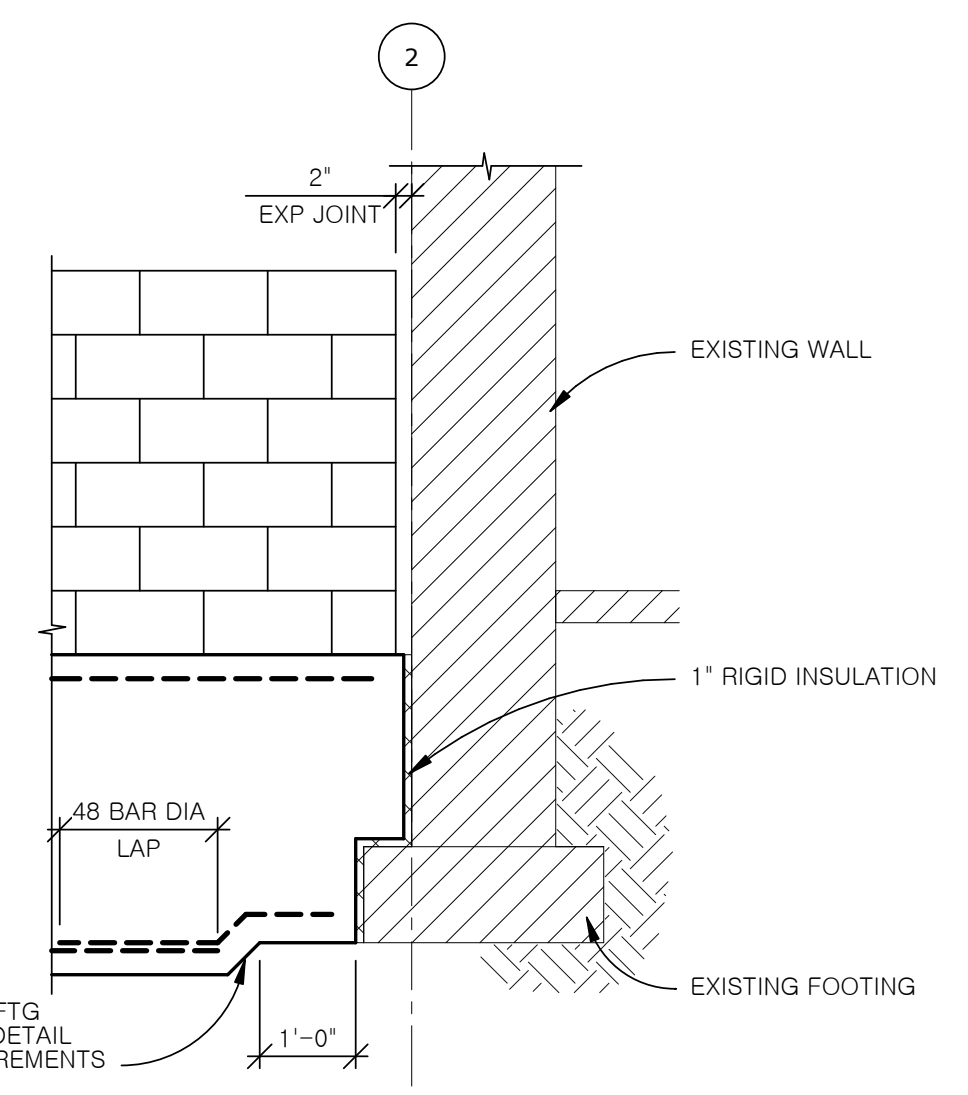 2
2"
EXP JOINT
EXISTING WALL
1" RIGID INSULATION
48 BAR DIA
LAP
EXISTING FOOTING
FTG
DETAIL
1'-0"